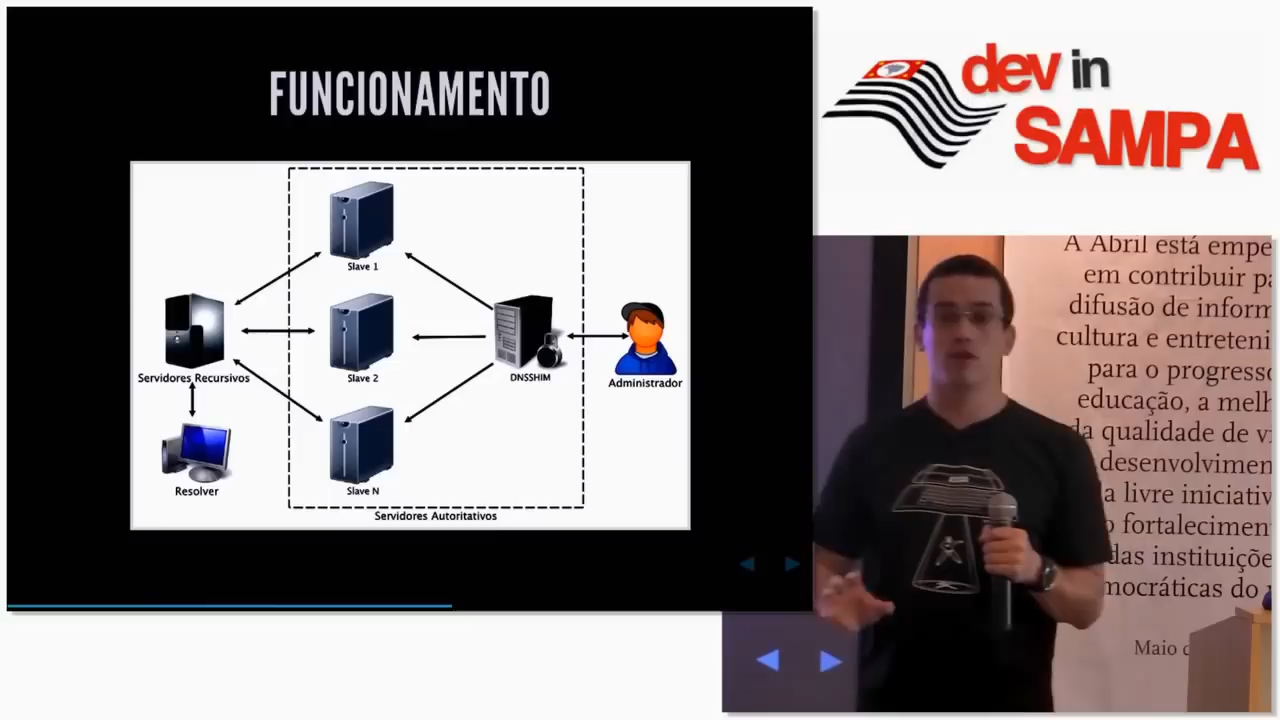 FUNCIONAMENTO
Slave 1
Slave 2
Slave N
Servidores Recursivos
Resolver
DNSSHIM
Administrador
Servidores Autoritativos
dev in
SAMPA
A Abril está empe
em contribuir pa
difusão de inform
cultura e entreteni
para o progresso
educação, a melh
da qualidade de v
desenvolvimen
a livre iniciativ
o fortalecimen
das instituiçõe
mocráticas do
Maio d